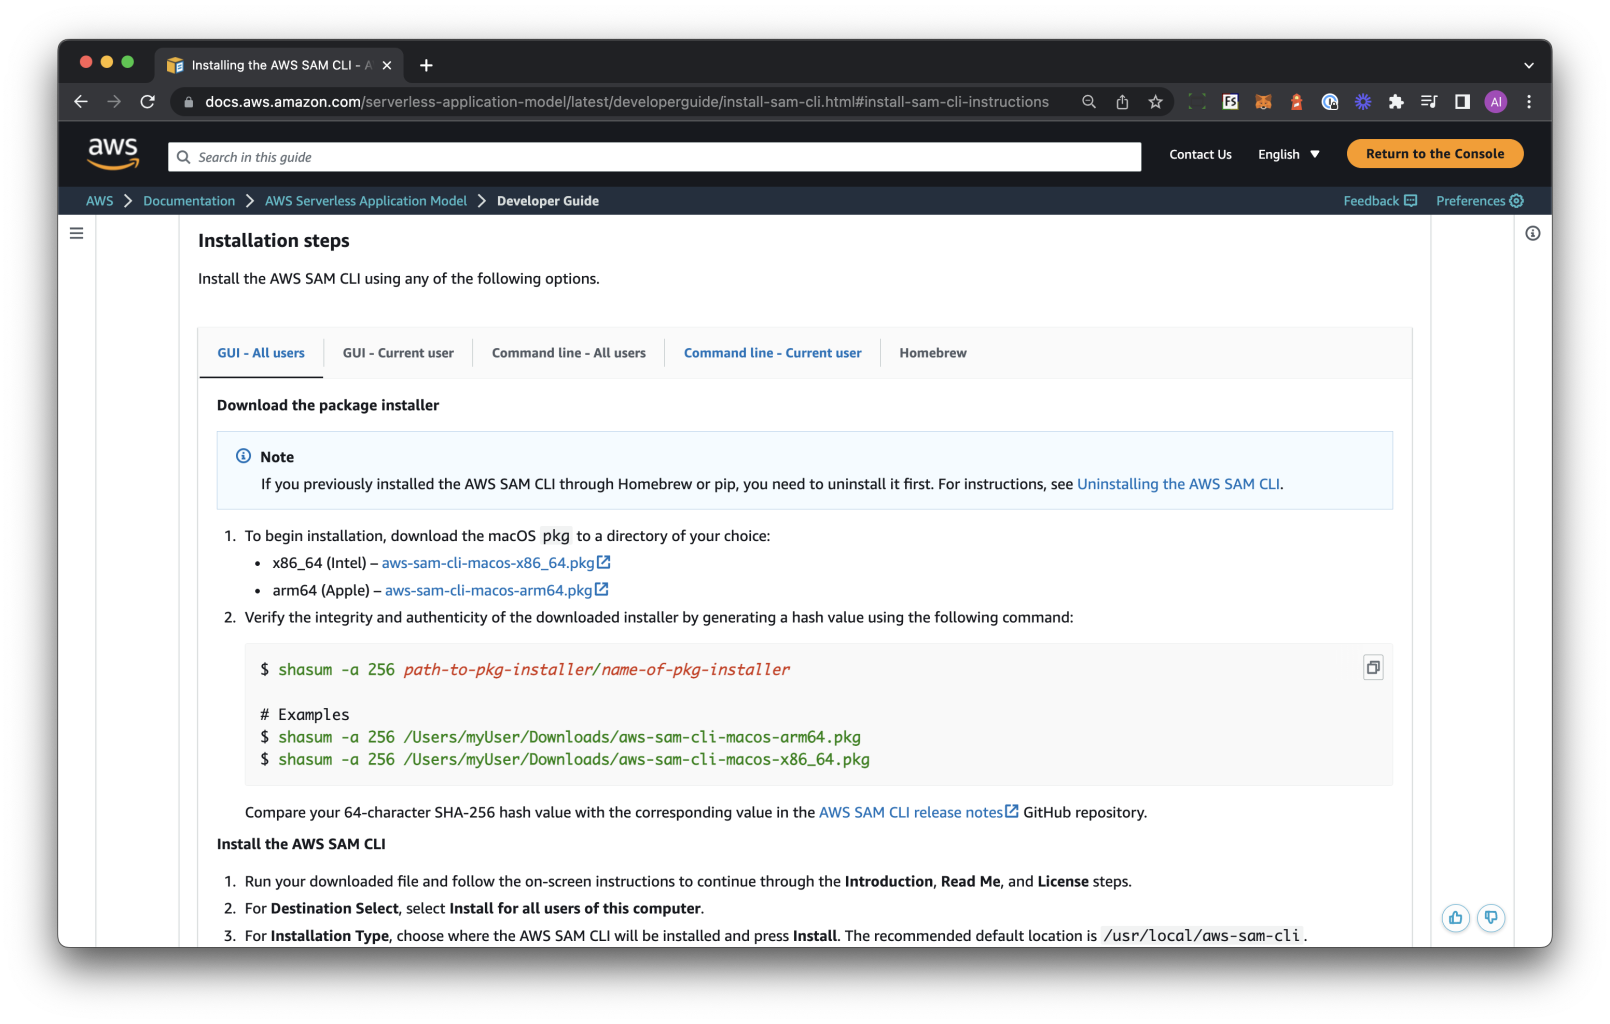 Installing the AWS SAM CLI - A
docs.aws.amazon.com/serverless-application-model/latest/developerguide/install-sam-cli.html#install-sam-cli-instructions
FS
AI
aws
Search in this guide
Contact Us
English
Return to the Console
AWS
Documentation
AWS Serverless Application Model
Developer Guide
Feedback
Preferences
Installation steps
Install the AWS SAM CLI using any of the following options.
GUI - All users
GUI - Current user
Command line - All users
Command line - Current user
Homebrew
Download the package installer
Note
If you previously installed the AWS SAM CLI through Homebrew or pip, you need to uninstall it first. For instructions, see Uninstalling the AWS SAM CLI.
1. To begin installation, download the macOS pkg to a directory of your choice:
• x86_64 (Intel) – aws-sam-cli-macos-x86_64.pkg
• arm64 (Apple) – aws-sam-cli-macos-arm64.pkg
2. Verify the integrity and authenticity of the downloaded installer by generating a hash value using the following command:
$ shasum -a 256 path-to-pkg-installer/name-of-pkg-installer
# Examples
$ shasum -a 256 /Users/myUser/Downloads/aws-sam-cli-macos-arm64.pkg
$ shasum -a 256 /Users/myUser/Downloads/aws-sam-cli-macos-x86_64.pkg
Compare your 64-character SHA-256 hash value with the corresponding value in the AWS SAM CLI release notes GitHub repository.
Install the AWS SAM CLI
1. Run your downloaded file and follow the on-screen instructions to continue through the Introduction, Read Me, and License steps.
2. For Destination Select, select Install for all users of this computer.
3. For Installation Type, choose where the AWS SAM CLI will be installed and press Install. The recommended default location is /usr/local/aws-sam-cli.